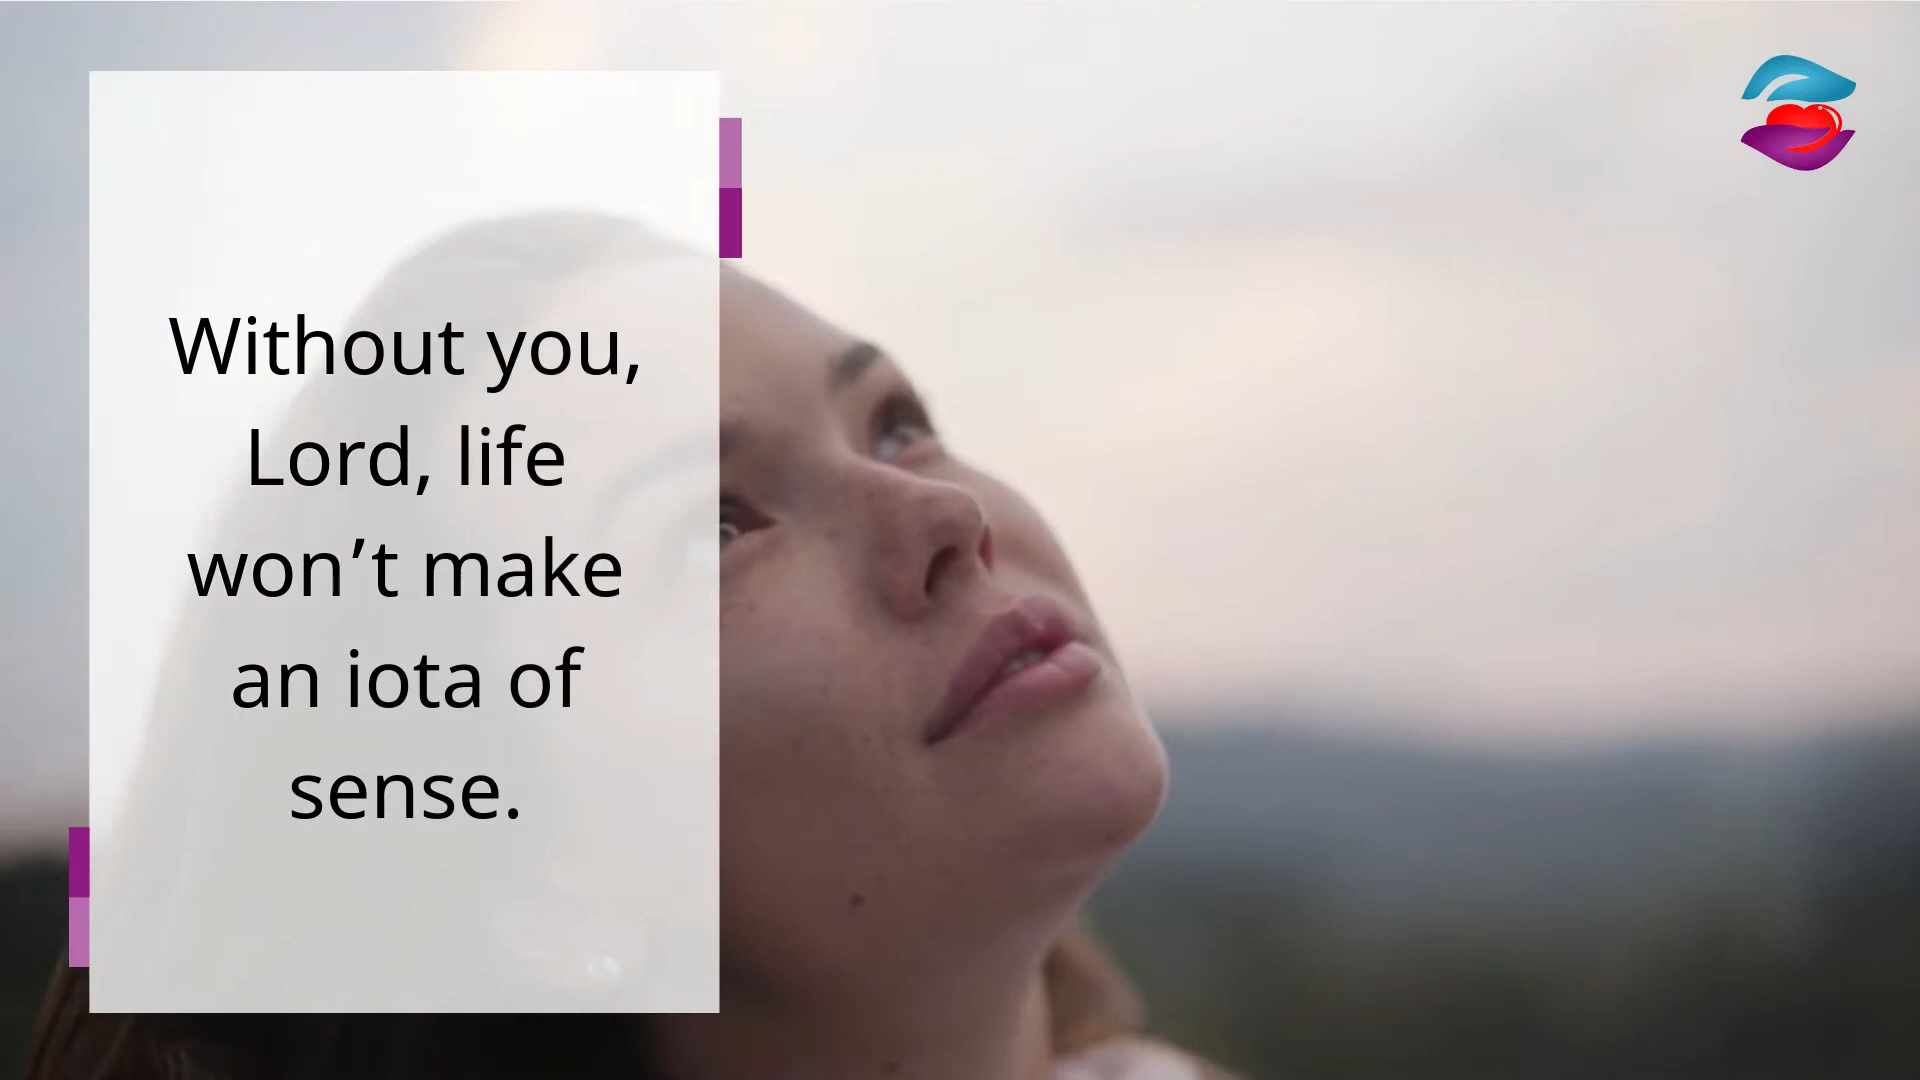 Without you,
Lord, life
won’t make
an iota of
sense.